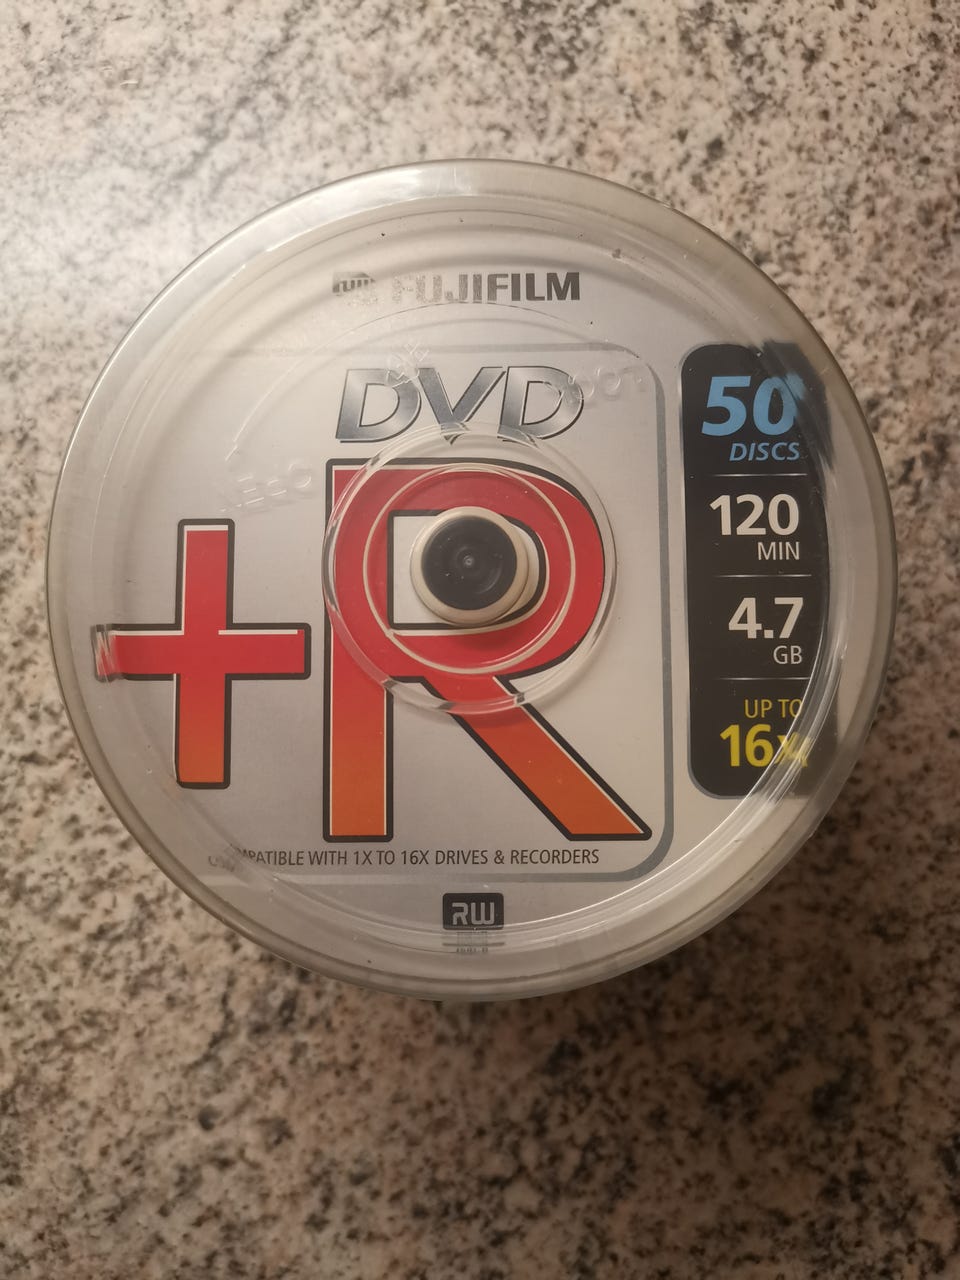 FUJIFILM
DVD
+R
50
DISCS
120
MIN
4.7
GB
UP TO
16x
COMPATIBLE WITH 1X TO 16X DRIVES & RECORDERS
RW